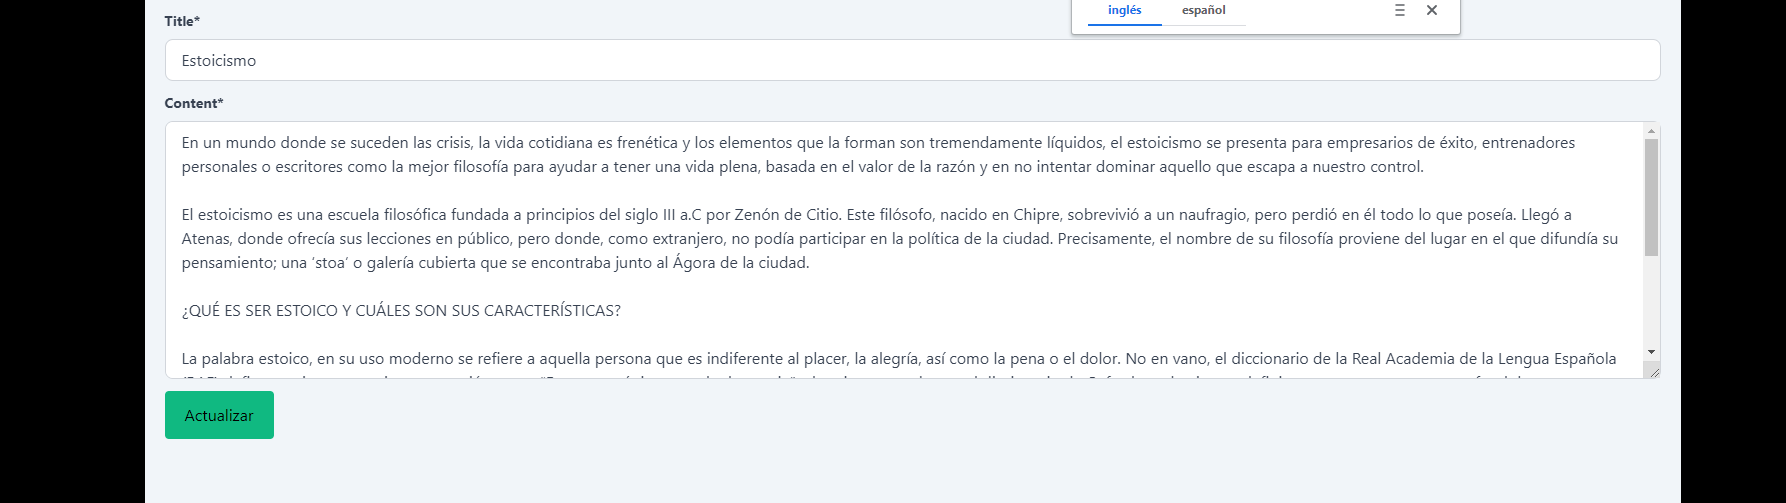 inglés español
Title*
Estoicismo
Content*
En un mundo donde se suceden las crisis, la vida cotidiana es frenética y los elementos que la forman son tremendamente líquidos, el estoicismo se presenta para empresarios de éxito, entrenadores
personales o escritores como la mejor filosofía para ayudar a tener una vida plena, basada en el valor de la razón y en no intentar dominar aquello que escapa a nuestro control.
El estoicismo es una escuela filosófica fundada a principios del siglo III a.C por Zenón de Citio. Este filósofo, nacido en Chipre, sobrevivió a un naufragio, pero perdió en él todo lo que poseía. Llegó a
Atenas, donde ofrecía sus lecciones en público, pero donde, como extranjero, no podía participar en la política de la ciudad. Precisamente, el nombre de su filosofía proviene del lugar en el que difundía su
pensamiento; una ‘stoa’ o galería cubierta que se encontraba junto al Ágora de la ciudad.
¿QUÉ ES SER ESTOICO Y CUÁLES SON SUS CARACTERÍSTICAS?
La palabra estoico, en su uso moderno se refiere a aquella persona que es indiferente al placer, la alegría, así como la pena o el dolor. No en vano, el diccionario de la Real Academia de la Lengua Española
Actualizar